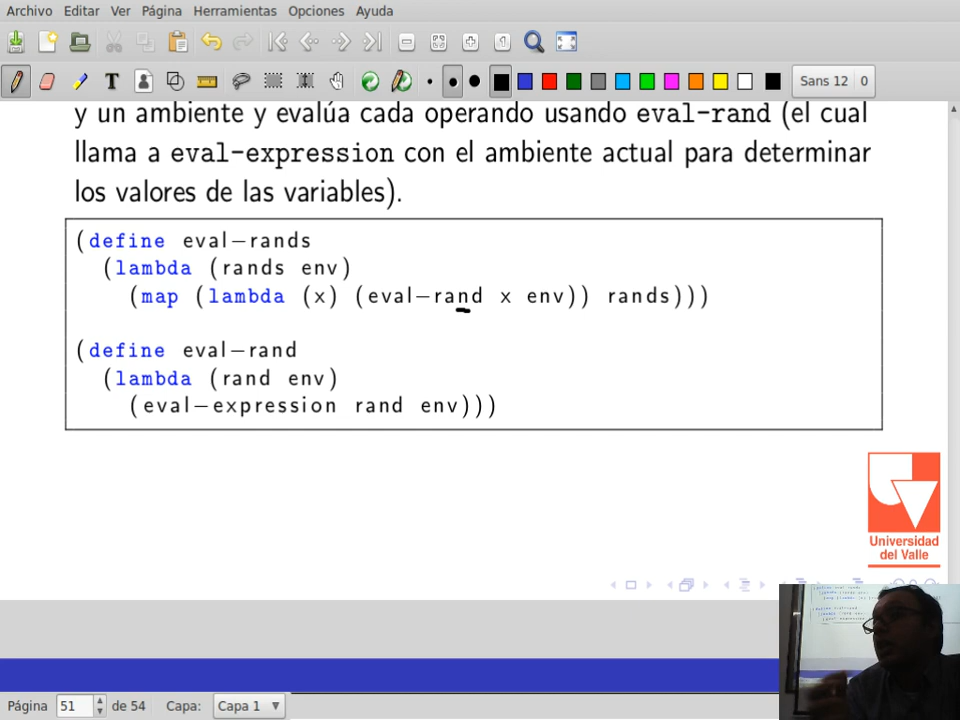 Archivo Editar Ver Página Herramientas Opciones Ayuda
Sans 12 0
y un ambiente y evalúa cada operando usando eval-rand (el cual
llama a eval-expression con el ambiente actual para determinar
los valores de las variables).
(define eval-rands
(lambda (rands env)
(map (lambda (x) (eval-rand x env)) rands)))
(define eval-rand
(lambda (rand env)
(eval-expression rand env)))
Universidad
del Valle
Página 51 de 54 Capa: Capa 1